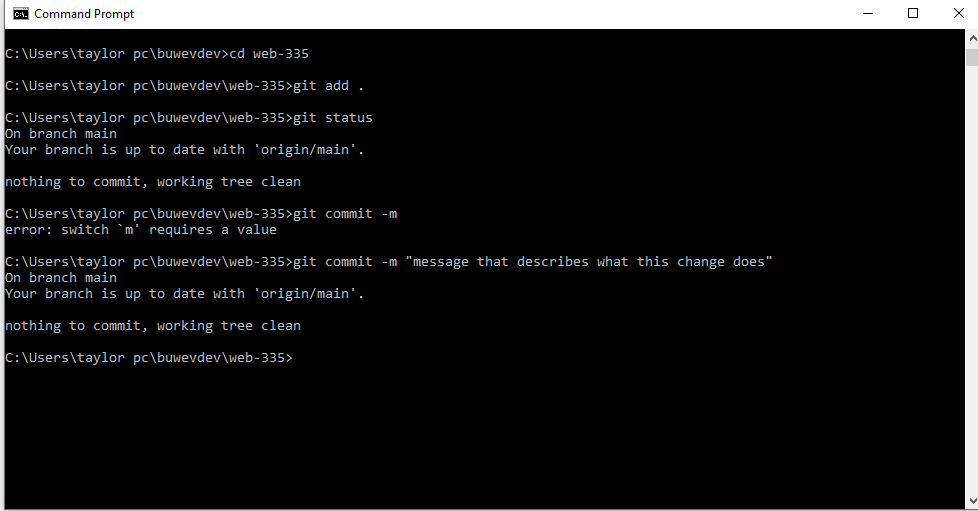 Command Prompt
C:\Users\taylor pc\buwevdev>cd web-335
C:\Users\taylor pc\buwevdev\web-335>git add .
C:\Users\taylor pc\buwevdev\web-335>git status
On branch main
Your branch is up to date with 'origin/main'.
nothing to commit, working tree clean
C:\Users\taylor pc\buwevdev\web-335>git commit -m
error: switch `m' requires a value
C:\Users\taylor pc\buwevdev\web-335>git commit -m "message that describes what this change does"
On branch main
Your branch is up to date with 'origin/main'.
nothing to commit, working tree clean
C:\Users\taylor pc\buwevdev\web-335>